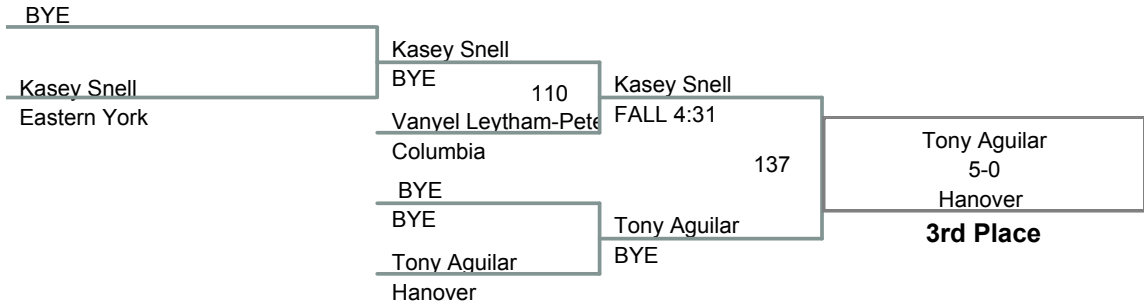 BYE
Kasey Snell
Eastern York
Kasey Snell
BYE
110
Vanyel Leytham-Pete
Columbia
BYE
BYE
Tony Aguilar
Hanover
Kasey Snell
FALL 4:31
137
Tony Aguilar
BYE
Tony Aguilar
5-0
Hanover
3rd Place